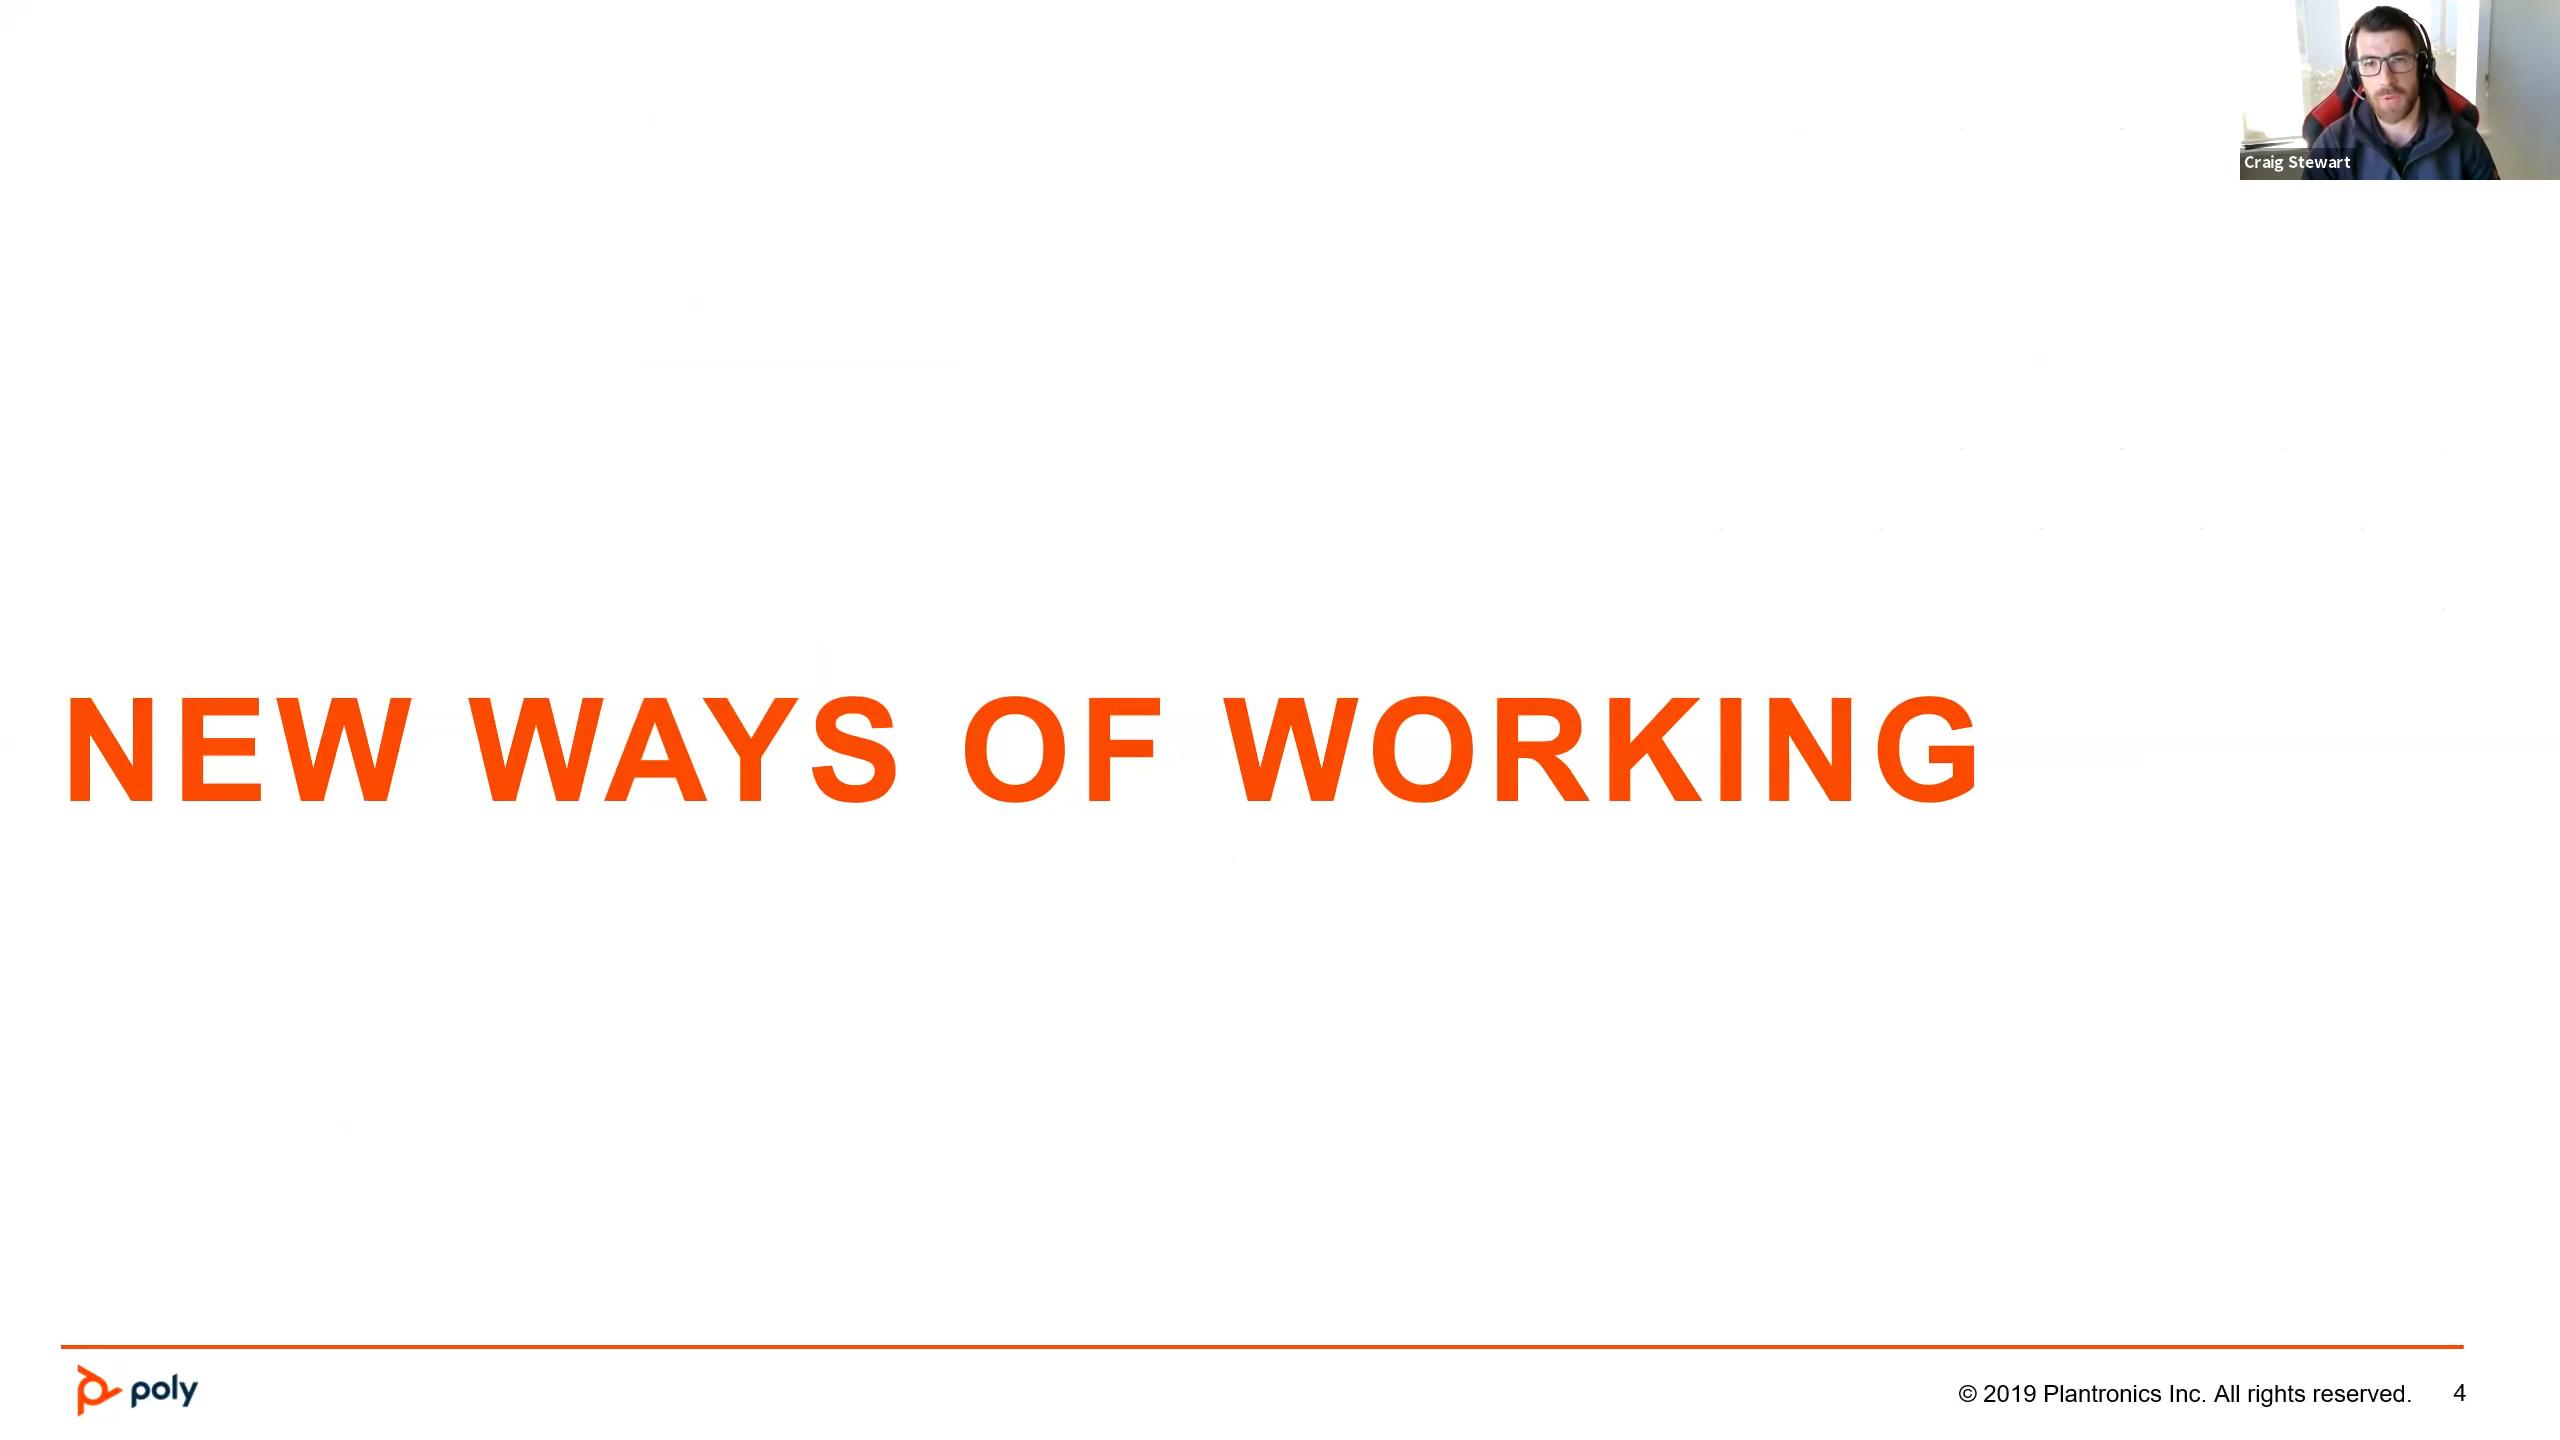 Craig Stewart
NEW WAYS OF WORKING
poly
© 2019 Plantronics Inc. All rights reserved. 4